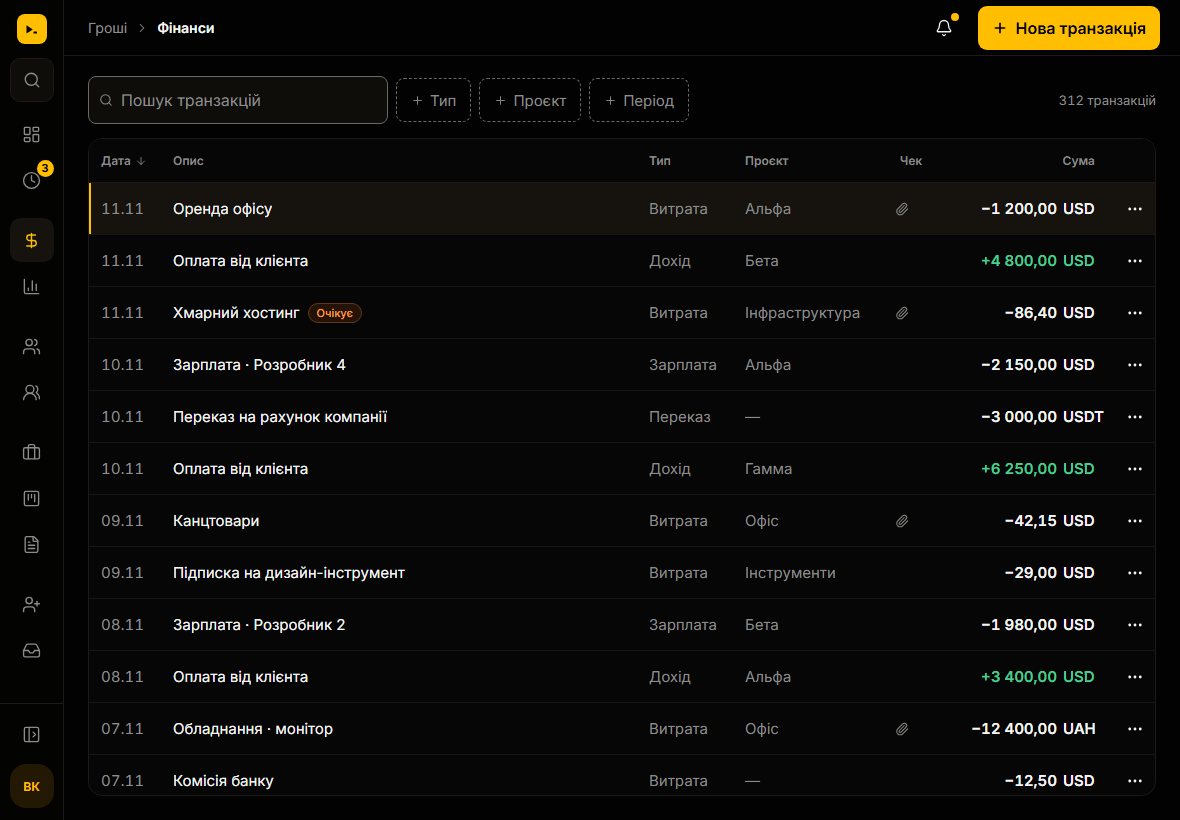 Гроші > Фінанси
+ Нова транзакція
Пошук транзакцій
+ Тип
+ Проєкт
+ Період
312 транзакцій
3
Дата ↓ Опис Тип Проєкт Чек Сума
11.11 Оренда офісу Витрата Альфа −1 200,00 USD
11.11 Оплата від клієнта Дохід Бета +4 800,00 USD
11.11 Хмарний хостинг Очікує Витрата Інфраструктура −86,40 USD
10.11 Зарплата · Розробник 4 Зарплата Альфа −2 150,00 USD
10.11 Переказ на рахунок компанії Переказ — −3 000,00 USDT
10.11 Оплата від клієнта Дохід Гамма +6 250,00 USD
09.11 Канцтовари Витрата Офіс −42,15 USD
09.11 Підписка на дизайн-інструмент Витрата Інструменти −29,00 USD
08.11 Зарплата · Розробник 2 Зарплата Бета −1 980,00 USD
08.11 Оплата від клієнта Дохід Альфа +3 400,00 USD
07.11 Обладнання · монітор Витрата Офіс −12 400,00 UAH
07.11 Комісія банку Витрата — −12,50 USD
ВК